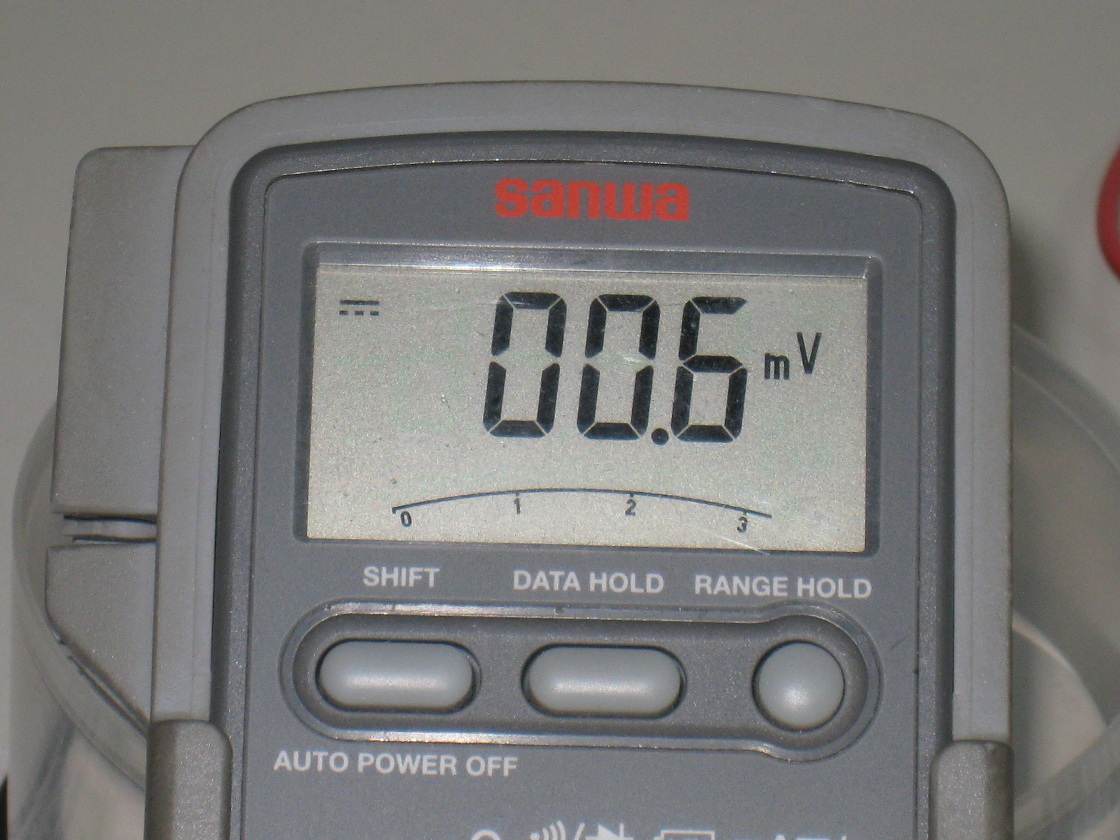 sanwa
00.6 mV
0 1 2 3
SHIFT DATA HOLD RANGE HOLD
AUTO POWER OFF